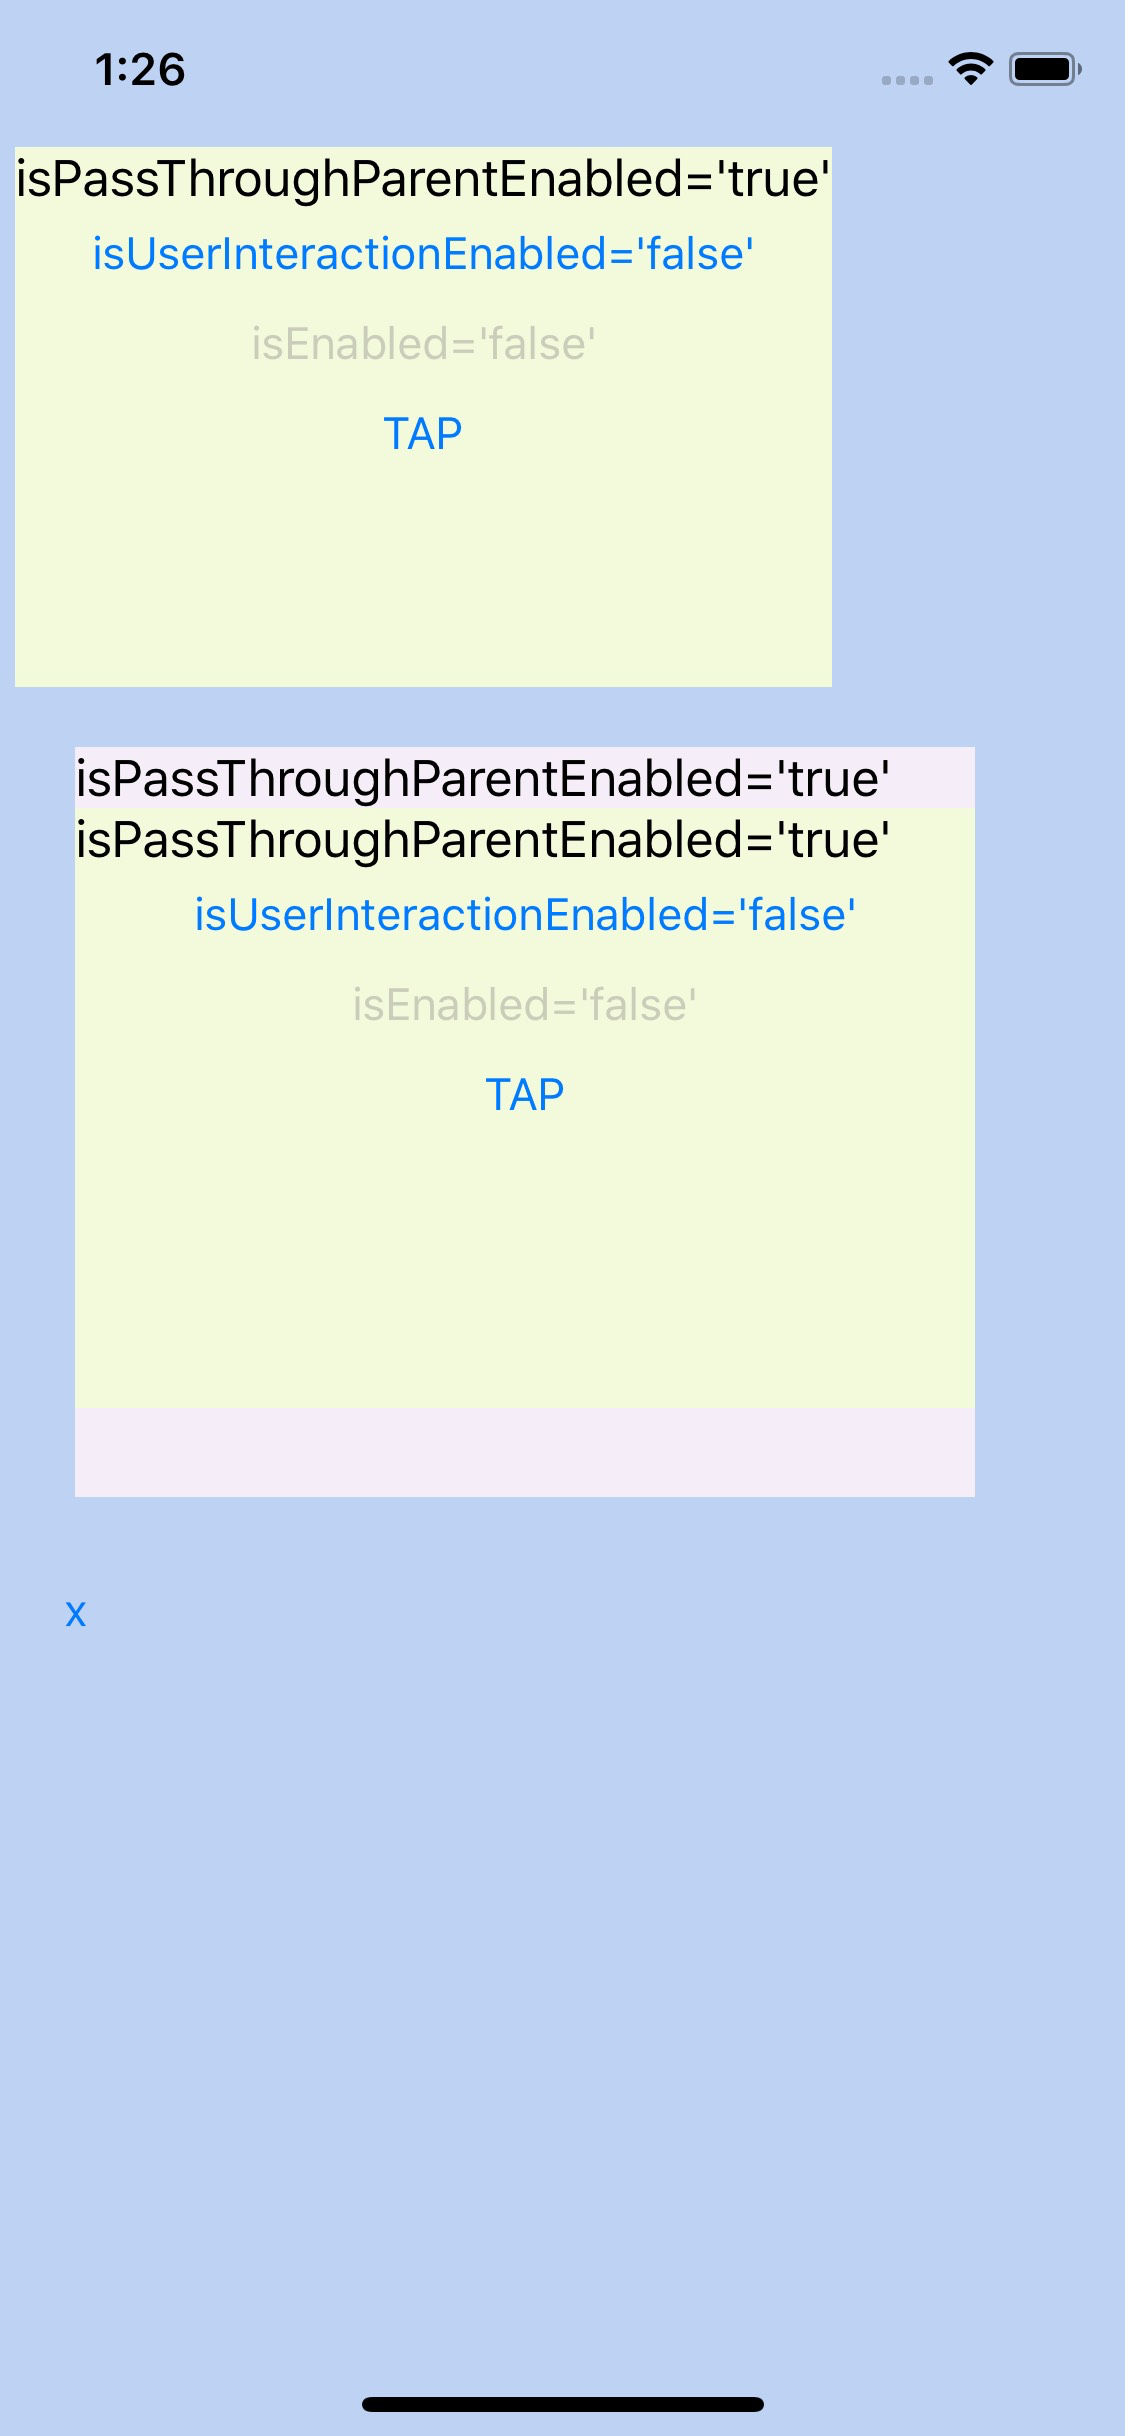 1:26
isPassThroughParentEnabled='true'
isUserInteractionEnabled='false'
isEnabled='false'
TAP
isPassThroughParentEnabled='true'
isPassThroughParentEnabled='true'
isUserInteractionEnabled='false'
isEnabled='false'
TAP
x